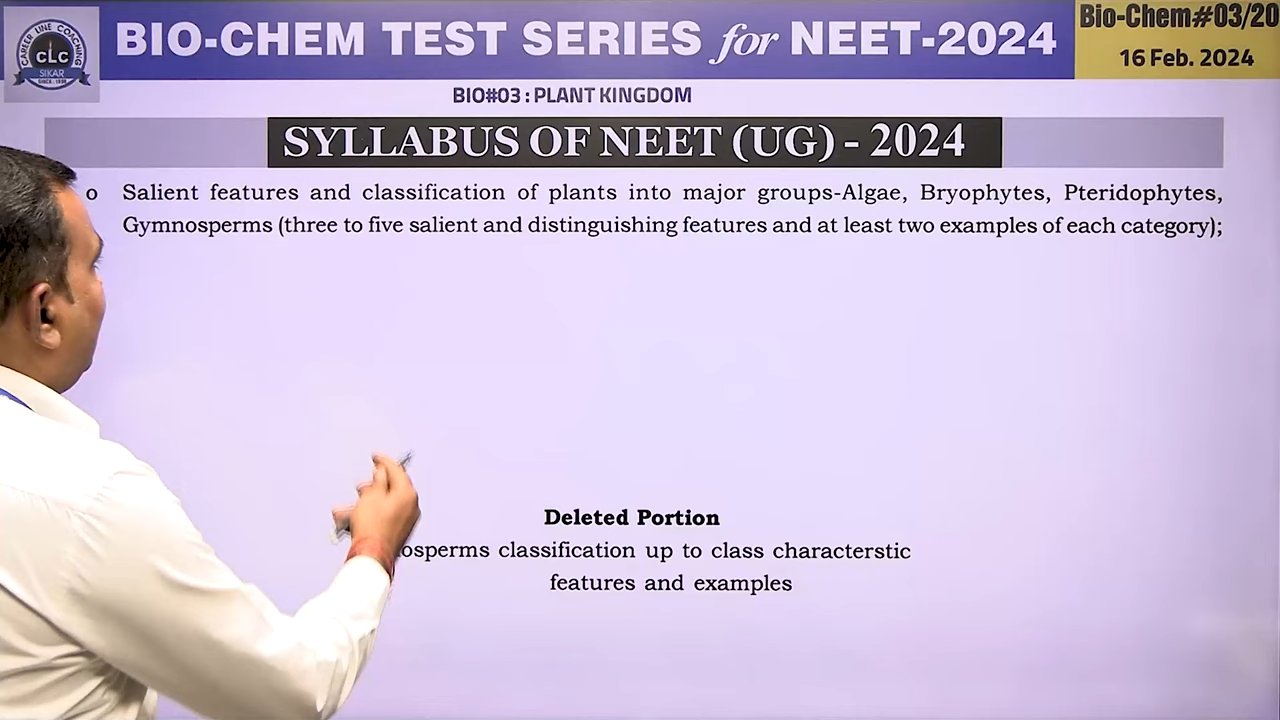 BIO-CHEM TEST SERIES for NEET-2024
Bio-Chem#03/20
16 Feb. 2024
CAREER LINE COACHING
CLC
SIKAR
BIO#03 : PLANT KINGDOM
SYLLABUS OF NEET (UG) - 2024
o Salient features and classification of plants into major groups-Algae, Bryophytes, Pteridophytes,
Gymnosperms (three to five salient and distinguishing features and at least two examples of each category);
Deleted Portion
osperms classification up to class characterstic
features and examples